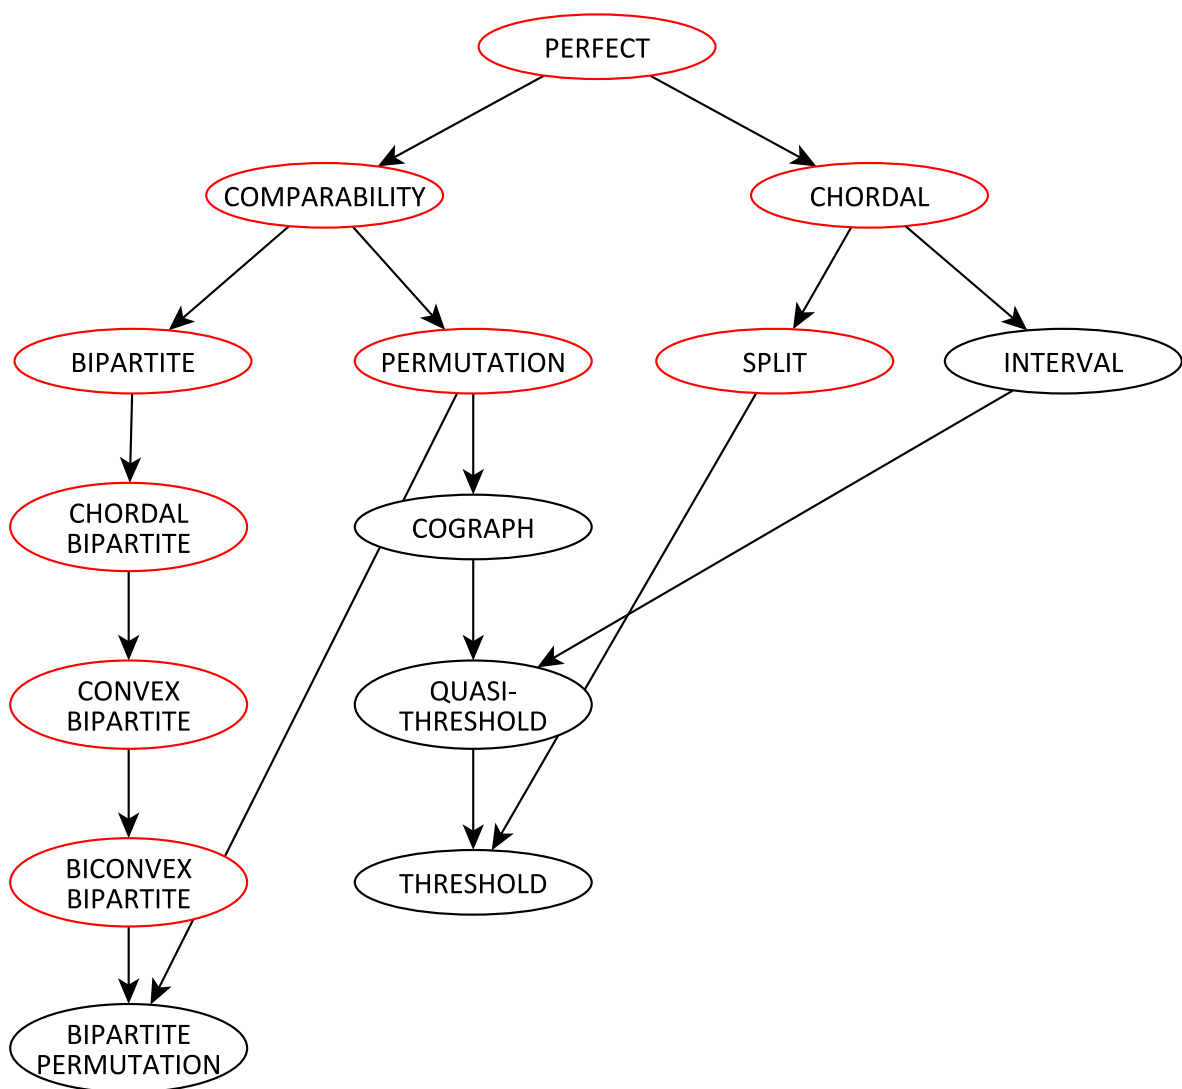 PERFECT
COMPARABILITY
CHORDAL
BIPARTITE
PERMUTATION
SPLIT
INTERVAL
CHORDAL
BIPARTITE
COGRAPH
CONVEX
BIPARTITE
QUASI-
THRESHOLD
BICONVEX
BIPARTITE
THRESHOLD
BIPARTITE
PERMUTATION